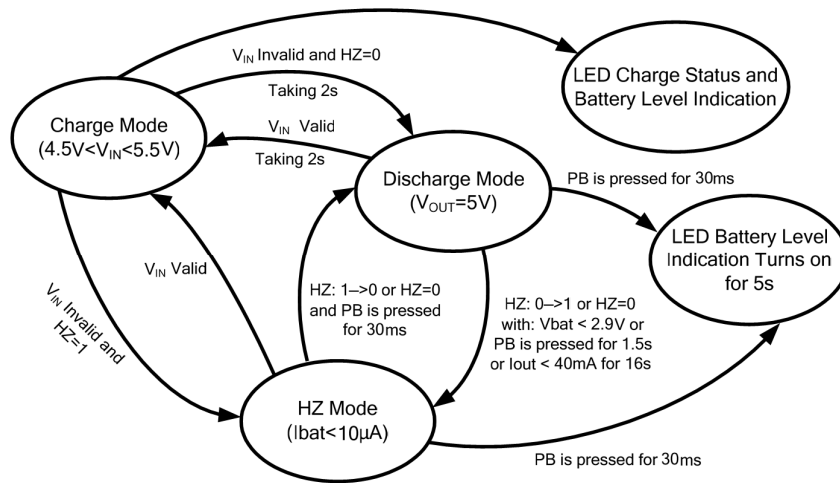 V_IN Invalid and HZ=0
Taking 2s
LED Charge Status and
Battery Level Indication
Charge Mode
(4.5V<V_IN<5.5V)
V_IN Valid
Taking 2s
Discharge Mode
(V_OUT=5V)
PB is pressed for 30ms
LED Battery Level
Indication Turns on
for 5s
V_IN Valid
HZ: 1–>0 or HZ=0
and PB is pressed
for 30ms
HZ: 0–>1 or HZ=0
with: Vbat < 2.9V or
PB is pressed for 1.5s
or Iout < 40mA for 16s
V_IN Invalid and
HZ=1
HZ Mode
(Ibat<10µA)
PB is pressed for 30ms